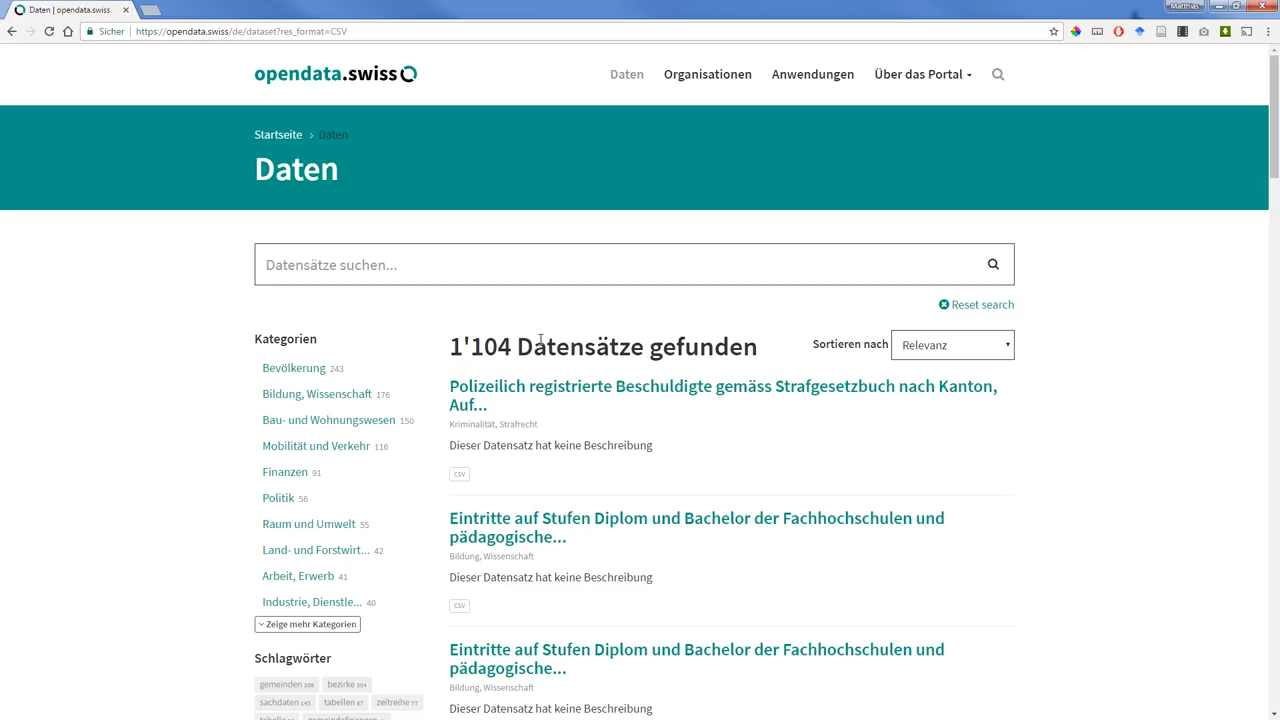 Daten | opendata.swiss
Matthias
Sicher
https://opendata.swiss/de/dataset?res_format=CSV
opendata.swiss
Daten
Organisationen
Anwendungen
Über das Portal
Startseite › Daten
Daten
Datensätze suchen...
Reset search
Kategorien
Bevölkerung 243
Bildung, Wissenschaft 176
Bau- und Wohnungswesen 150
Mobilität und Verkehr 116
Finanzen 91
Politik 56
Raum und Umwelt 55
Land- und Forstwirt... 42
Arbeit, Erwerb 41
Industrie, Dienstle... 40
Zeige mehr Kategorien
Schlagwörter
gemeinden
bezirke
sachdaten 143 tabellen 87 zeitreihe 77
gemeindefinanzen
1'104 Datensätze gefunden
Sortieren nach
Relevanz
Polizeilich registrierte Beschuldigte gemäss Strafgesetzbuch nach Kanton,
Auf...
Kriminalität, Strafrecht
Dieser Datensatz hat keine Beschreibung
CSV
Eintritte auf Stufen Diplom und Bachelor der Fachhochschulen und
pädagogische...
Bildung, Wissenschaft
Dieser Datensatz hat keine Beschreibung
CSV
Eintritte auf Stufen Diplom und Bachelor der Fachhochschulen und
pädagogische...
Bildung, Wissenschaft
Dieser Datensatz hat keine Beschreibung